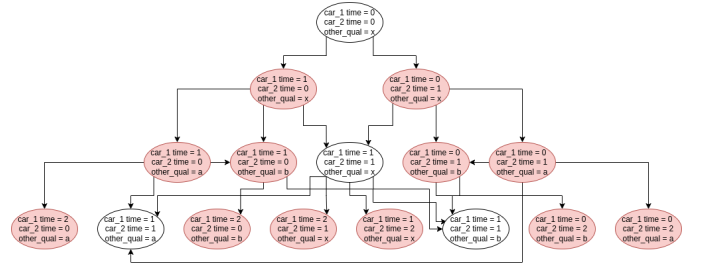 car_1 time = 0
car_2 time = 0
other_qual = x
car_1 time = 1
car_2 time = 0
other_qual = x
car_1 time = 0
car_2 time = 1
other_qual = x
car_1 time = 1
car_2 time = 0
other_qual = a
car_1 time = 1
car_2 time = 0
other_qual = b
car_1 time = 1
car_2 time = 1
other_qual = x
car_1 time = 0
car_2 time = 1
other_qual = b
car_1 time = 0
car_2 time = 1
other_qual = a
car_1 time = 2
car_2 time = 0
other_qual = a
car_1 time = 1
car_2 time = 1
other_qual = a
car_1 time = 2
car_2 time = 0
other_qual = b
car_1 time = 2
car_2 time = 1
other_qual = x
car_1 time = 1
car_2 time = 2
other_qual = x
car_1 time = 1
car_2 time = 1
other_qual = b
car_1 time = 0
car_2 time = 2
other_qual = b
car_1 time = 0
car_2 time = 2
other_qual = a